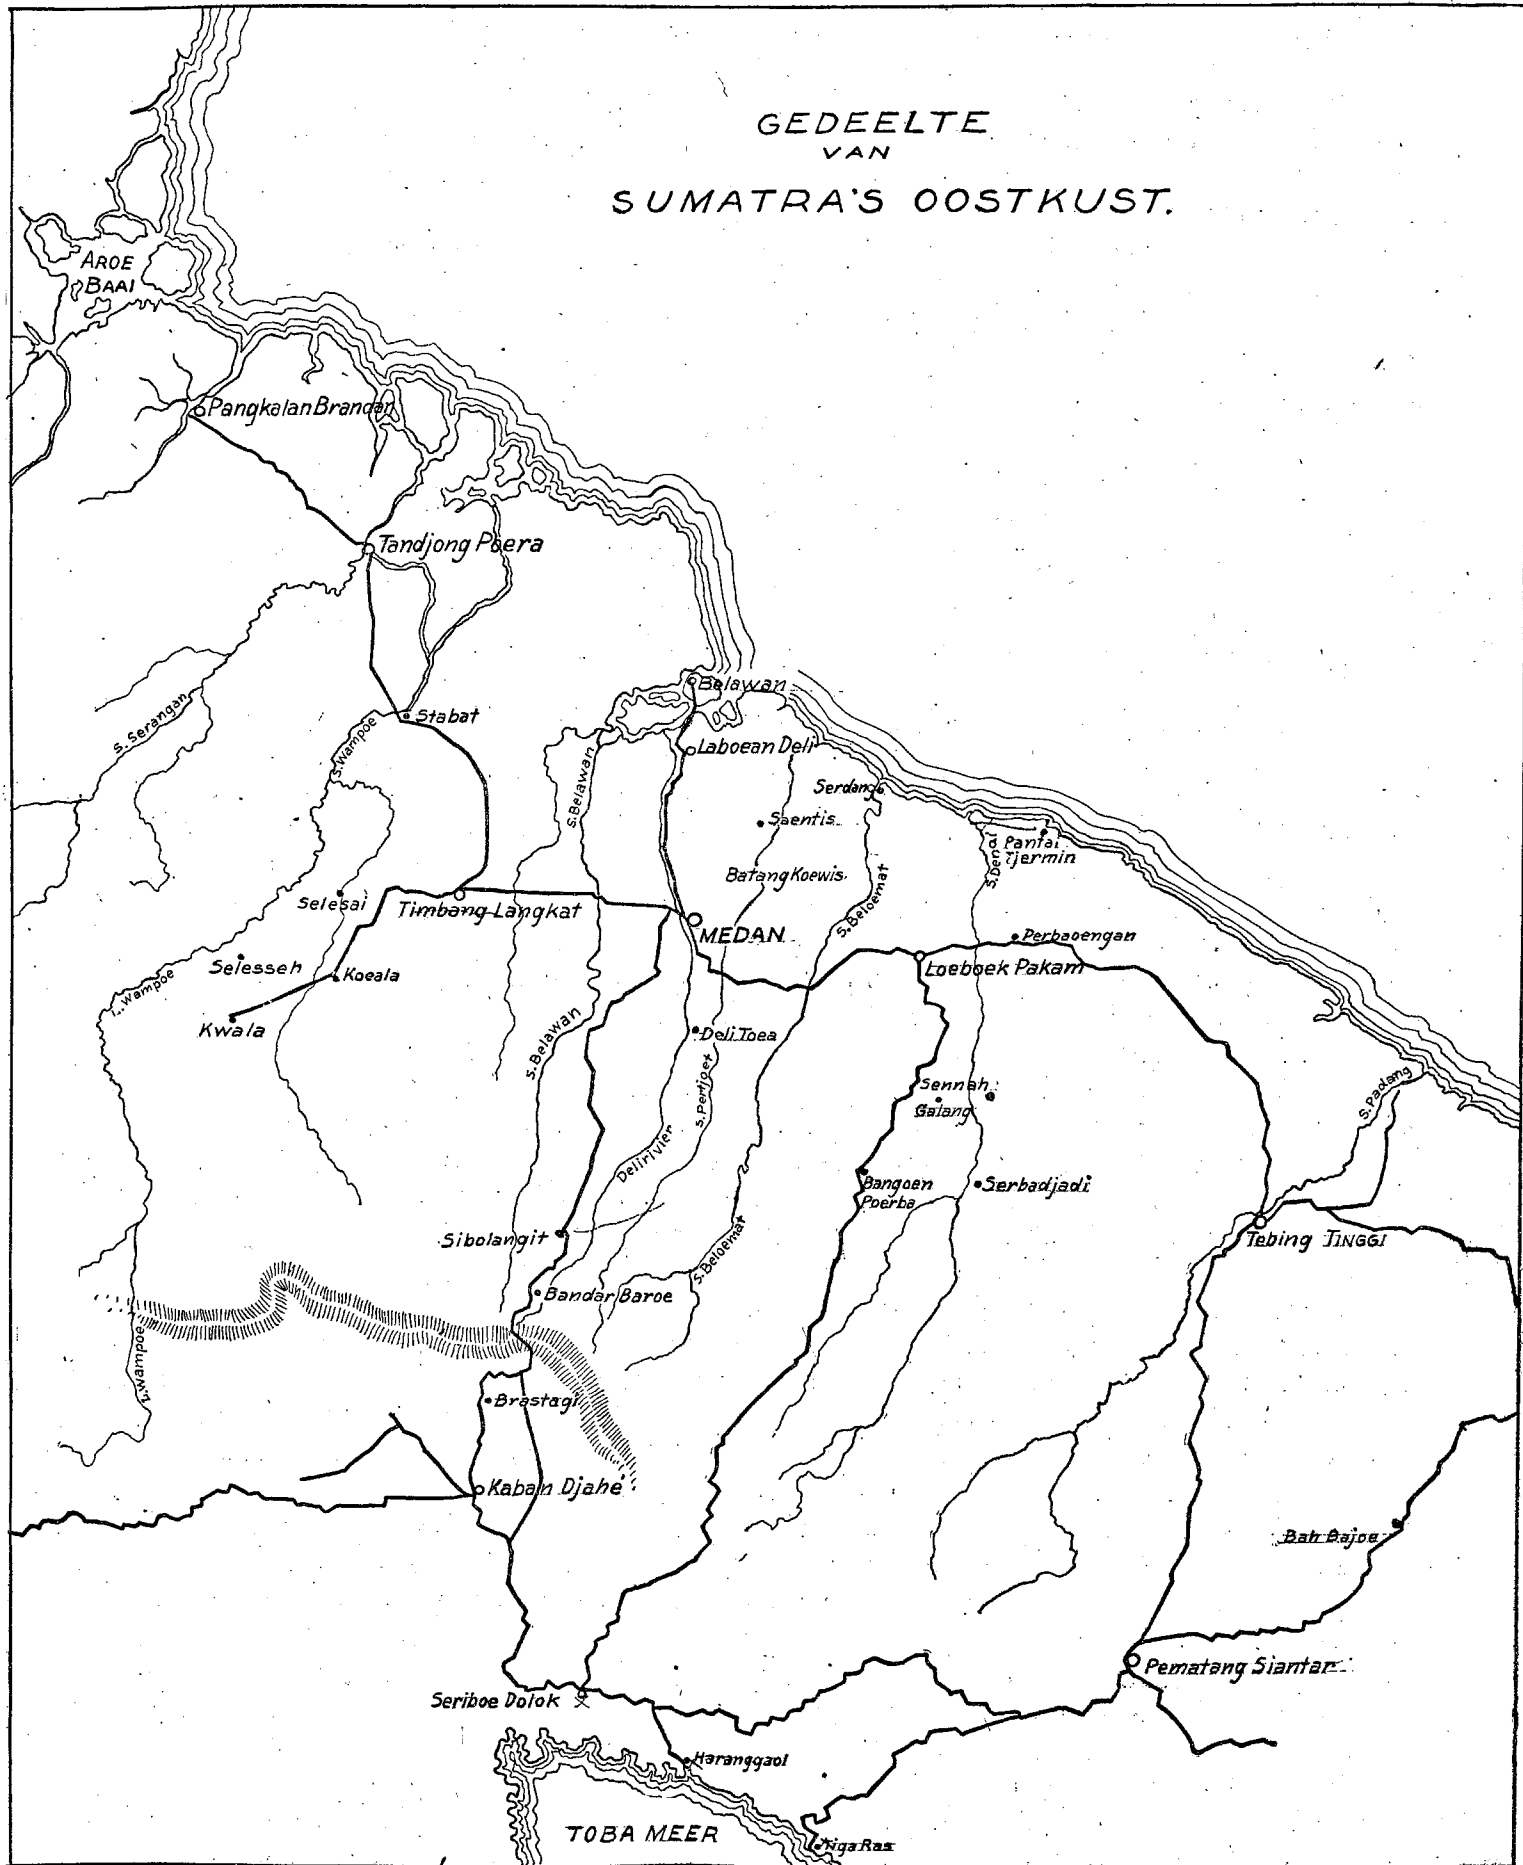 GEDEELTE
VAN
SUMATRA'S OOSTKUST.
AROE
BAAI
Pangkalan Brandan
Tandjong Poera
Belawan
S. Serangan
S. Wampoe
Stabat
S. Belawan
Laboean Deli
Serdang
Saentis
Pantai
Tjermin
S. Denai
Batang Koewis
S. Beloemat
Selesai
Timbang Langkat
MEDAN
Perbaoengan
Selesseh
Koeala
Loeboek Pakam
Wampoe
Kwala
S. Belawan
Deli Toea
S. Pertjoet
Sennah
Galang
S. Padang
Delirivier
Bangoen
Poerba
Serbadjadi
Sibolangit
S. Beloemat
Tebing TINGGI
Bandar Baroe
Wampoe
Brastagi
Kaban Djahe
Bah Bajoe
Pematang Siantar
Seriboe Dolok
Haranggaol
TOBA MEER
Tiga Ras